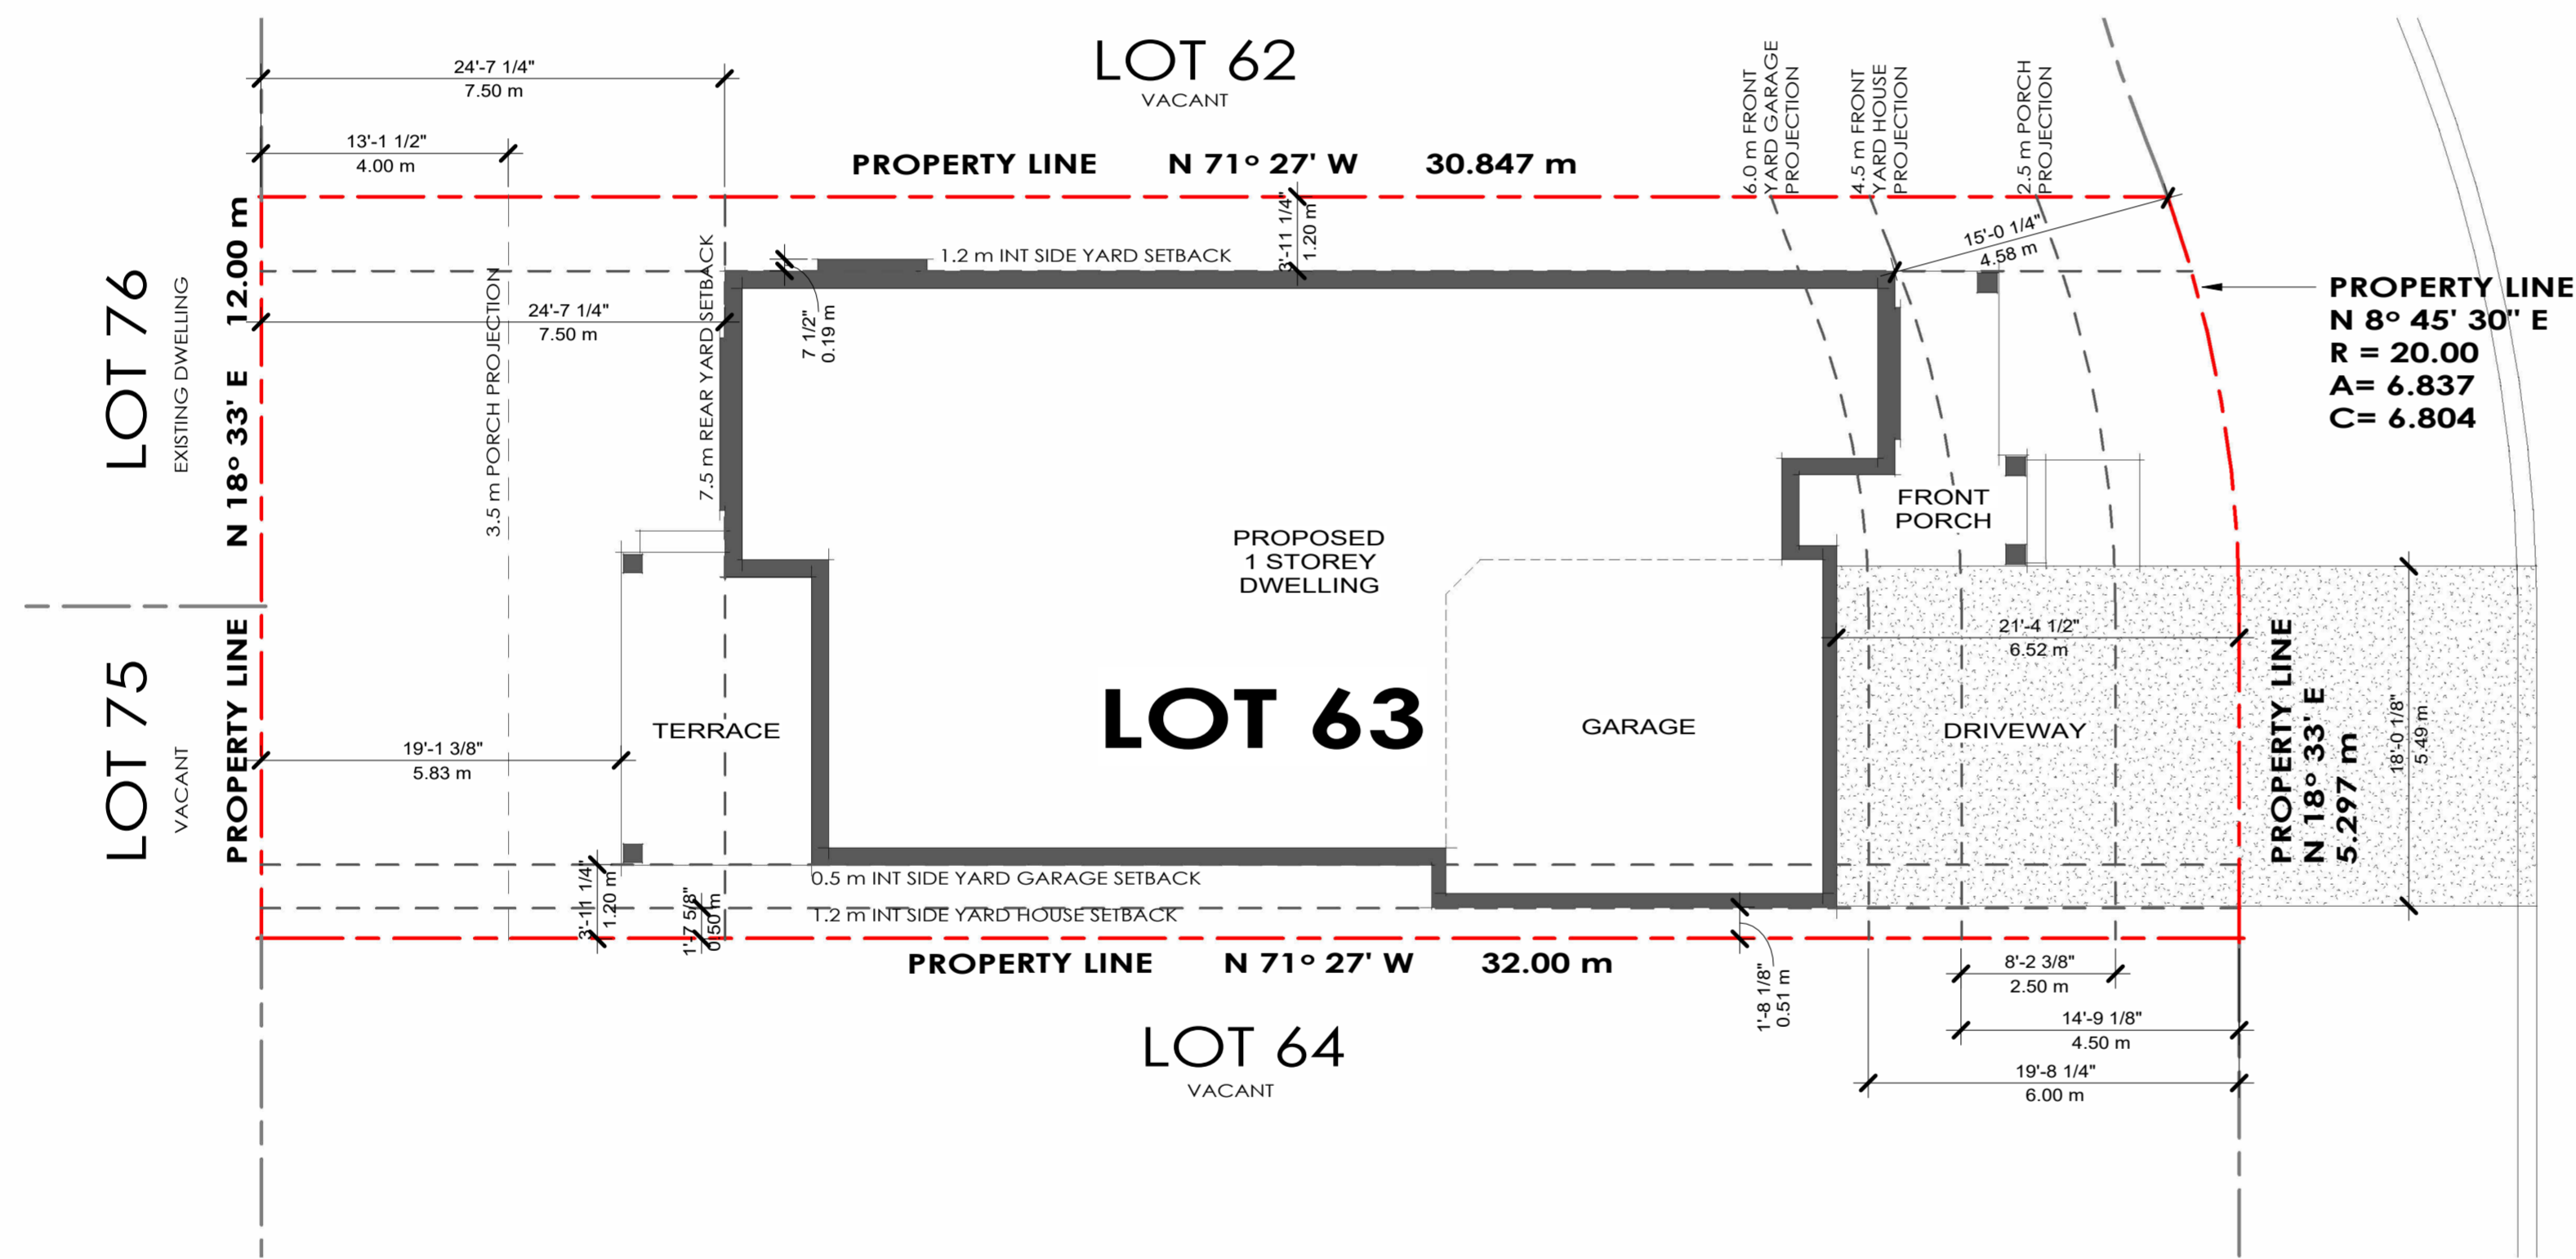 LOT 62
VACANT
24'-7 1/4"
7.50 m
13'-1 1/2"
4.00 m
PROPERTY LINE N 71° 27' W 30.847 m
6.0 m FRONT
YARD GARAGE
PROJECTION
4.5 m FRONT
YARD HOUSE
PROJECTION
2.5 m PORCH
PROJECTION
3'-11 1/4"
1.20 m
15'-0 1/4"
4.58 m
1.2 m INT SIDE YARD SETBACK
7 1/2"
0.19 m
LOT 76
EXISTING DWELLING
PROPERTY LINE N 18° 33' E 12.00 m
24'-7 1/4"
7.50 m
3.5 m PORCH PROJECTION
7.5 m REAR YARD SETBACK
PROPERTY LINE
N 8° 45' 30" E
R = 20.00
A= 6.837
C= 6.804
FRONT
PORCH
PROPOSED
1 STOREY
DWELLING
LOT 75
VACANT
19'-1 3/8"
5.83 m
TERRACE
LOT 63
GARAGE
21'-4 1/2"
6.52 m
DRIVEWAY
PROPERTY LINE
N 18° 33' E
5.297 m
18'-0 1/8"
5.49 m
3'-11 1/4"
1.20 m
1'-7 5/8"
0.50 m
0.5 m INT SIDE YARD GARAGE SETBACK
1.2 m INT SIDE YARD HOUSE SETBACK
PROPERTY LINE N 71° 27' W 32.00 m
1'-8 1/8"
0.51 m
8'-2 3/8"
2.50 m
14'-9 1/8"
4.50 m
19'-8 1/4"
6.00 m
LOT 64
VACANT